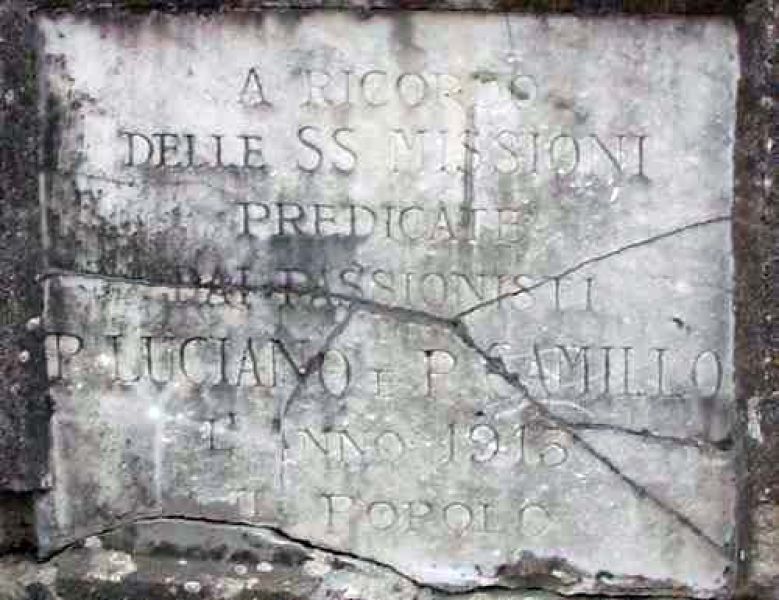 A RICORDO
DELLE SS MISSIONI
PREDICATE
DAI PASSIONISTI
P. LUCIANO E P. CAMILLO
L'ANNO 1913
IL POPOLO